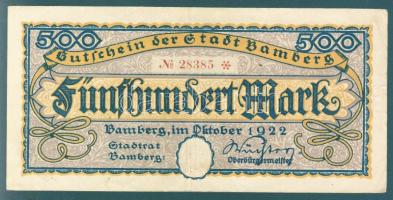 500 500
Gutschein der Stadt Bamberg
№ 28385 *
Fünfhundert Mark
Bamberg, im Oktober 1922
Stadtrat
Bamberg:
Oberbürgermeister